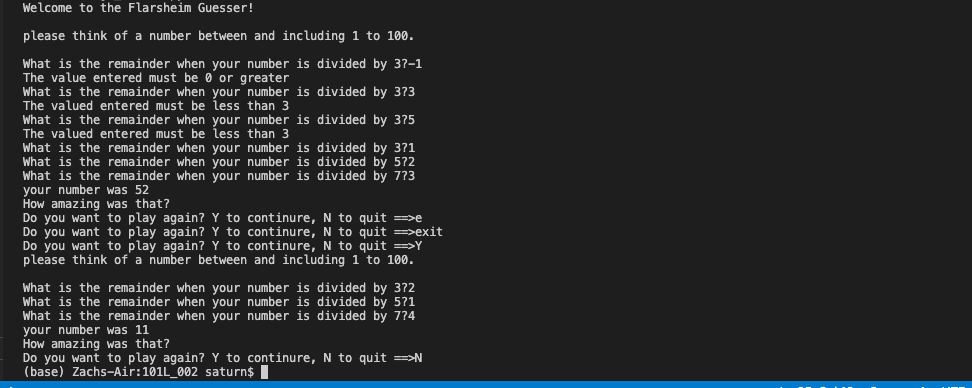 Welcome to the Flarsheim Guesser!
please think of a number between and including 1 to 100.
What is the remainder when your number is divided by 3?-1
The value entered must be 0 or greater
What is the remainder when your number is divided by 3?3
The valued entered must be less than 3
What is the remainder when your number is divided by 3?5
The valued entered must be less than 3
What is the remainder when your number is divided by 3?1
What is the remainder when your number is divided by 5?2
What is the remainder when your number is divided by 7?3
your number was 52
How amazing was that?
Do you want to play again? Y to continure, N to quit ==>e
Do you want to play again? Y to continure, N to quit ==>exit
Do you want to play again? Y to continure, N to quit ==>Y
please think of a number between and including 1 to 100.
What is the remainder when your number is divided by 3?2
What is the remainder when your number is divided by 5?1
What is the remainder when your number is divided by 7?4
your number was 11
How amazing was that?
Do you want to play again? Y to continure, N to quit ==>N
(base) Zachs-Air:101L_002 saturn$